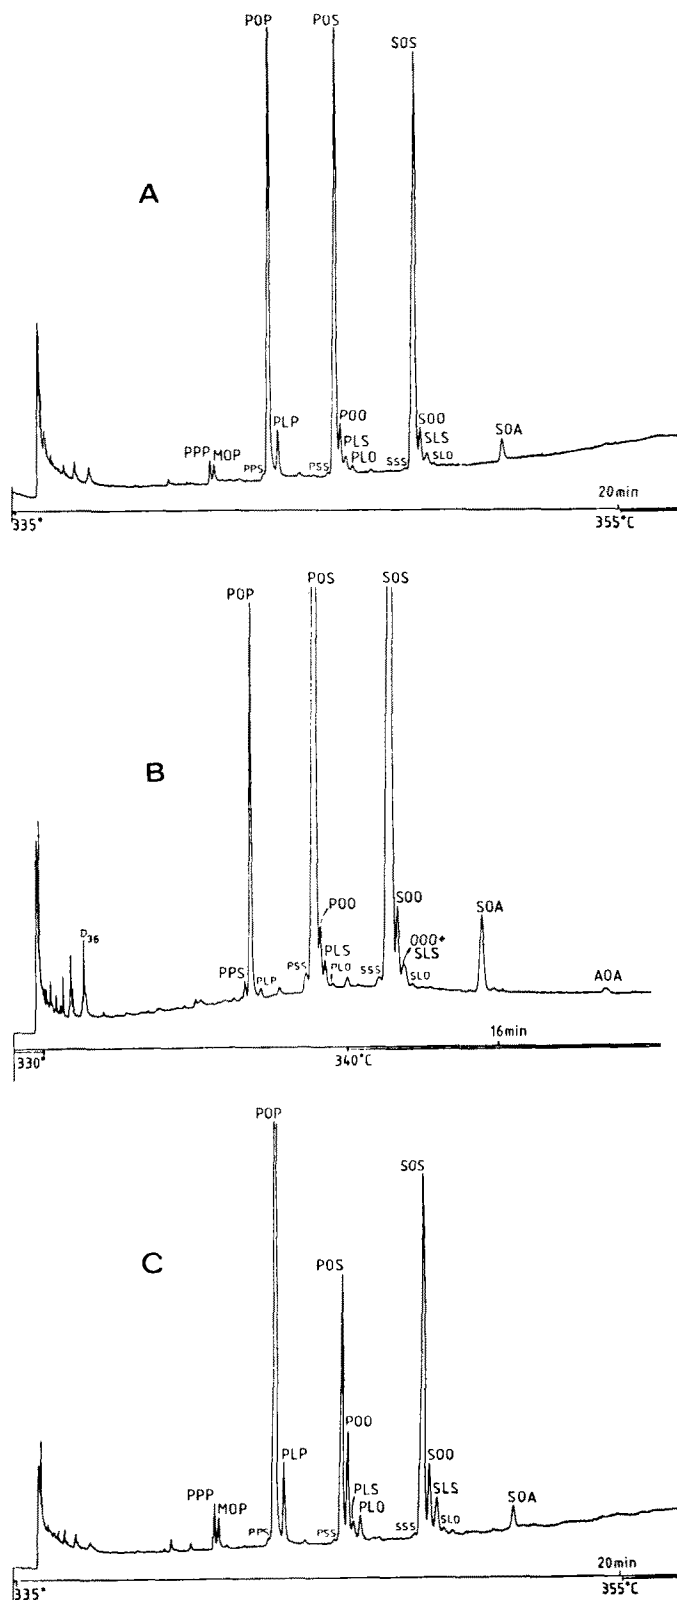 POP POS
SOS
A
PLP POO SOO SOA
PLS SLS
PPP MOP PPS PSS PLO SSS SLO
20min
335° 355°C
POP POS SOS
B
D36 POO SOO SOA
000+
PPS PLP PSS PLS PLO SSS SLS SLO AOA
16min
330° 340°C
POP
SOS
C
POS
PLP POO SOO
PPP MOP PLS SLS SOA
PPS PSS PLO SSS SLO
20min
335° 355°C